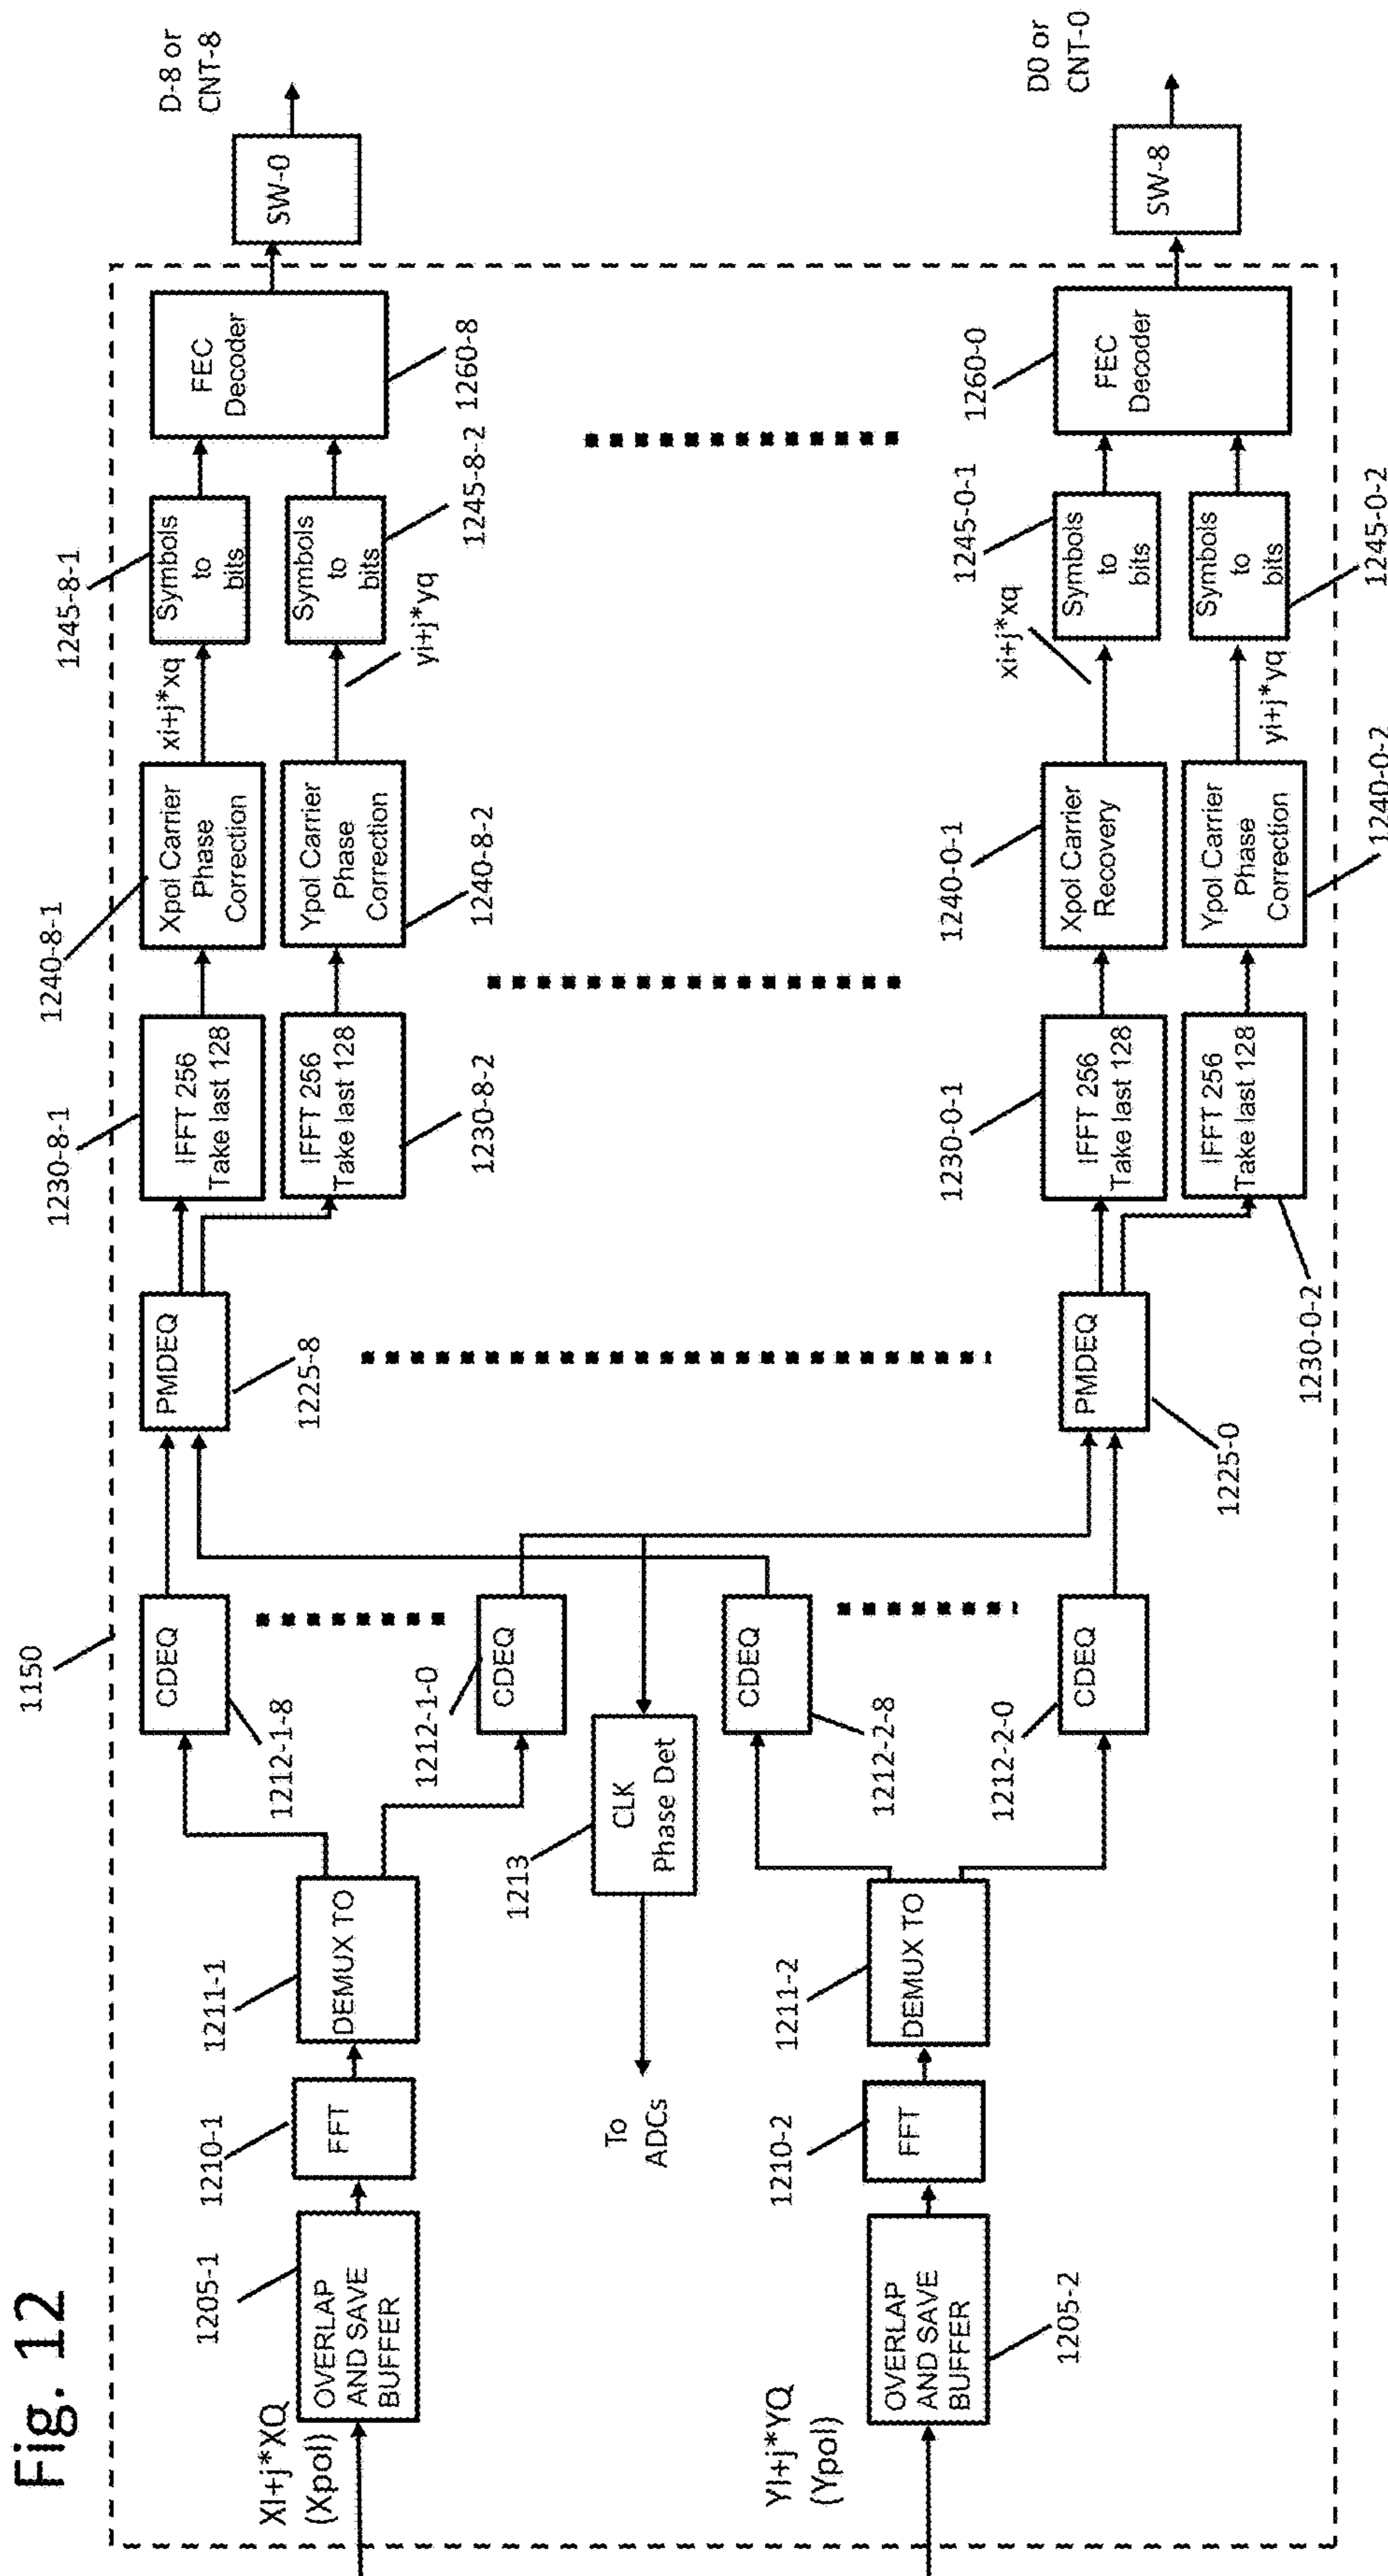 Fig. 12
1150
XI+j*XQ
(Xpol)
OVERLAP
AND SAVE
BUFFER
1205-1
FFT
1210-1
DEMUX TO
1211-1
CDEQ
1212-1-8
CDEQ
1212-1-0
CLK
Phase Det
1213
To
ADCs
YI+j*YQ
(Ypol)
OVERLAP
AND SAVE
BUFFER
1205-2
FFT
1210-2
DEMUX TO
1211-2
CDEQ
1212-2-8
CDEQ
1212-2-0
PMDEQ
1225-8
IFFT 256
Take last 128
1230-8-1
IFFT 256
Take last 128
1230-8-2
Xpol Carrier
Phase
Correction
1240-8-1
Ypol Carrier
Phase
Correction
1240-8-2
xi+j*xq
yi+j*yq
Symbols
to
bits
1245-8-1
Symbols
to
bits
1245-8-2
FEC
Decoder
1260-8
SW-0
D-8 or
CNT-8
PMDEQ
1225-0
IFFT 256
Take last 128
1230-0-1
IFFT 256
Take last 128
1230-0-2
Xpol Carrier
Recovery
1240-0-1
Ypol Carrier
Phase
Correction
1240-0-2
xi+j*xq
yi+j*yq
Symbols
to
bits
1245-0-1
Symbols
to
bits
1245-0-2
FEC
Decoder
1260-0
SW-8
D0 or
CNT-0